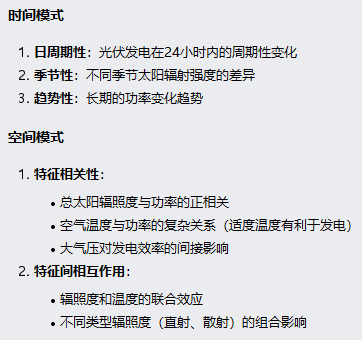 时间模式
1. 日周期性：光伏发电在24小时内的周期性变化
2. 季节性：不同季节太阳辐射强度的差异
3. 趋势性：长期的功率变化趋势
空间模式
1. 特征相关性：
• 总太阳辐照度与功率的正相关
• 空气温度与功率的复杂关系（适度温度有利于发电）
• 大气压对发电效率的间接影响
2. 特征间相互作用：
• 辐照度和温度的联合效应
• 不同类型辐照度（直射、散射）的组合影响